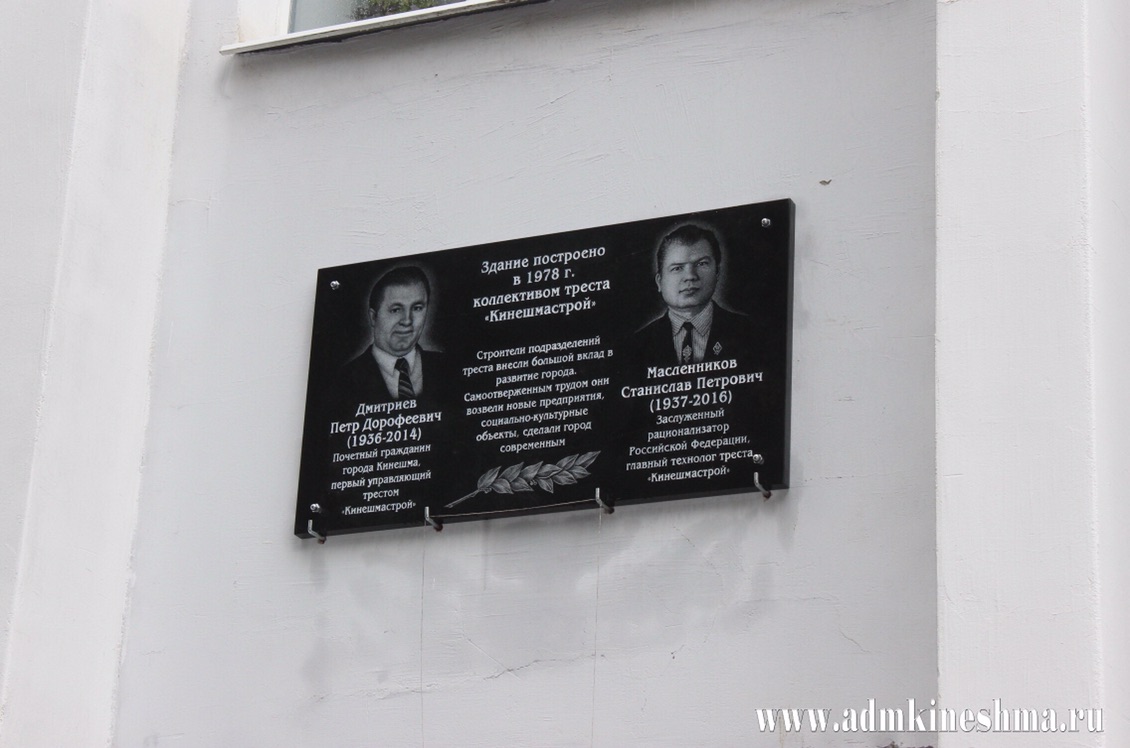 Здание построено
в 1978 г.
коллективом треста
«Кинешмастрой»
Строители подразделений
треста внесли большой вклад в
развитие города.
Самоотверженным трудом они
возвели новые предприятия,
социально-культурные
объекты, сделали город
современным
Дмитриев
Петр Дорофеевич
(1936-2014)
Почетный гражданин
города Кинешма,
первый управляющий
трестом
«Кинешмастрой»
Масленников
Станислав Петрович
(1937-2016)
Заслуженный
рационализатор
Российской Федерации,
главный технолог треста
«Кинешмастрой»
www.admkineshma.ru